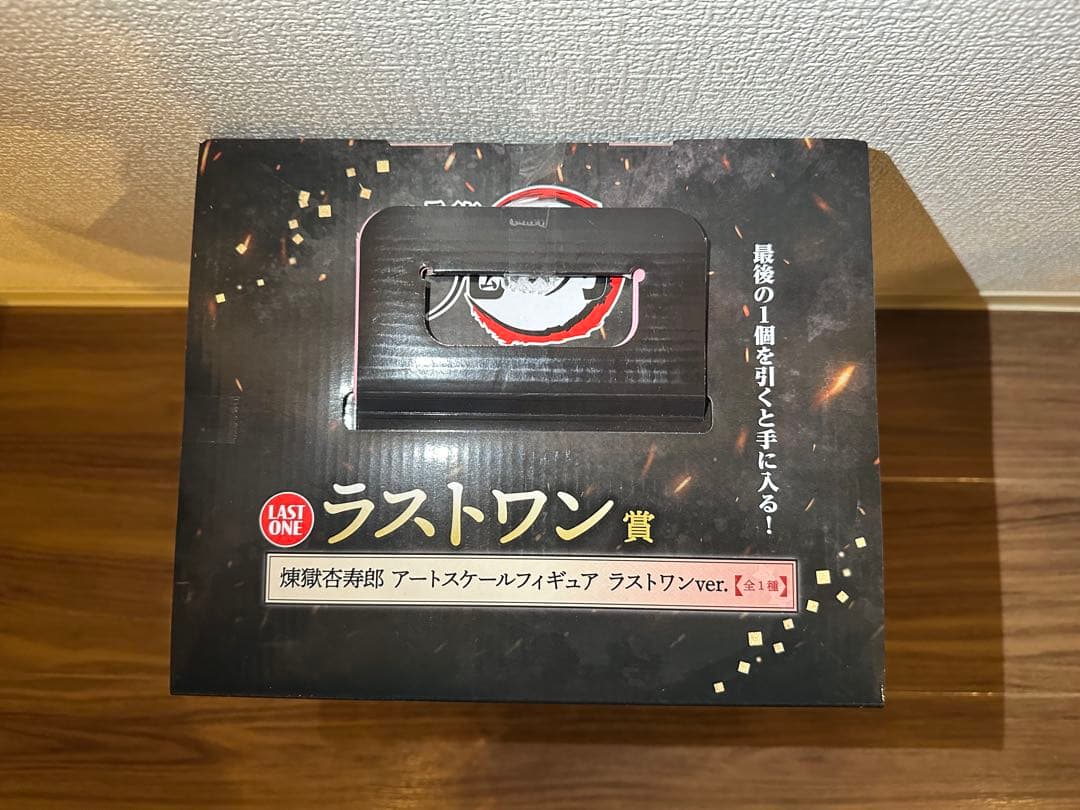 最後の1個を引くと手に入る！
LAST
ONE
ラストワン賞
煉獄杏寿郎 アートスケールフィギュア ラストワンver.【全1種】